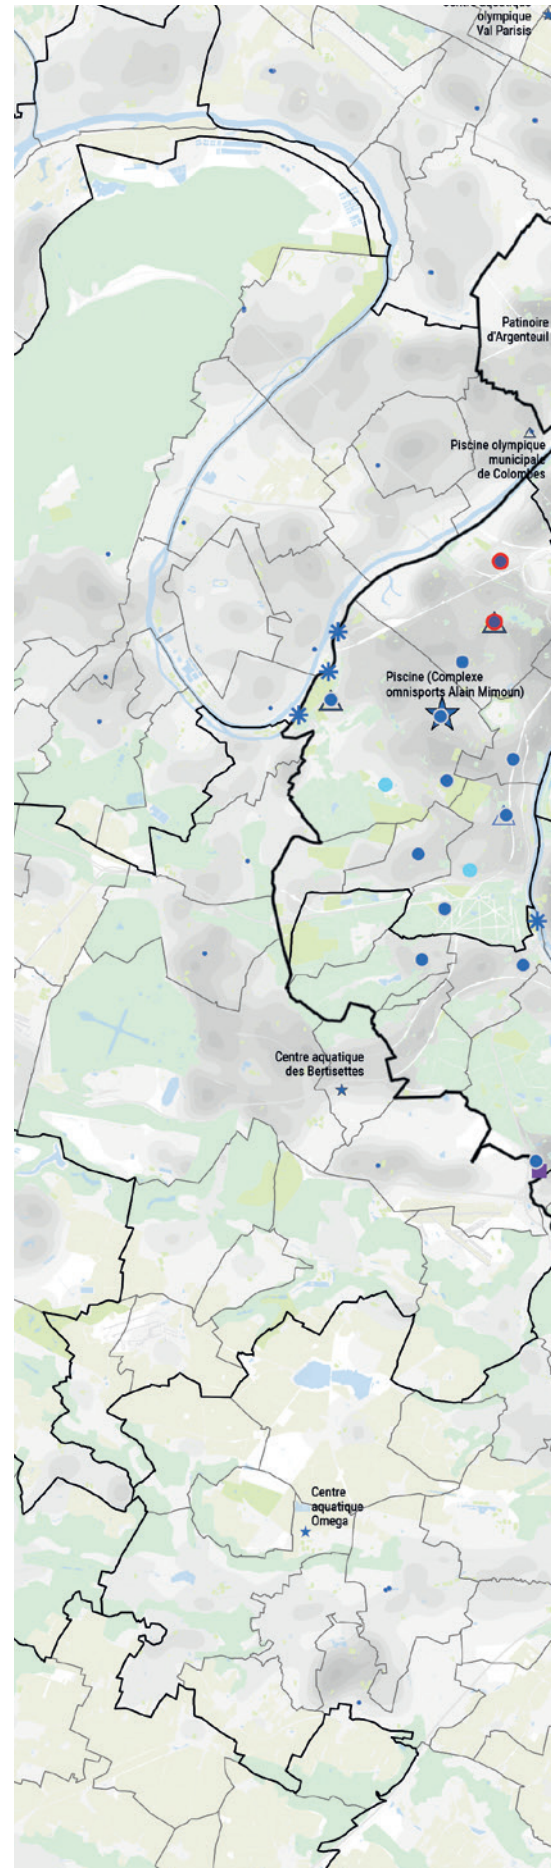 olympique
Val Parisis
Patinoire
d'Argenteuil
Piscine olympique
municipale
de Colombes
Piscine (Complexe
omnisports Alain Mimoun)
Centre aquatique
des Bertisettes
Centre
aquatique
Omega